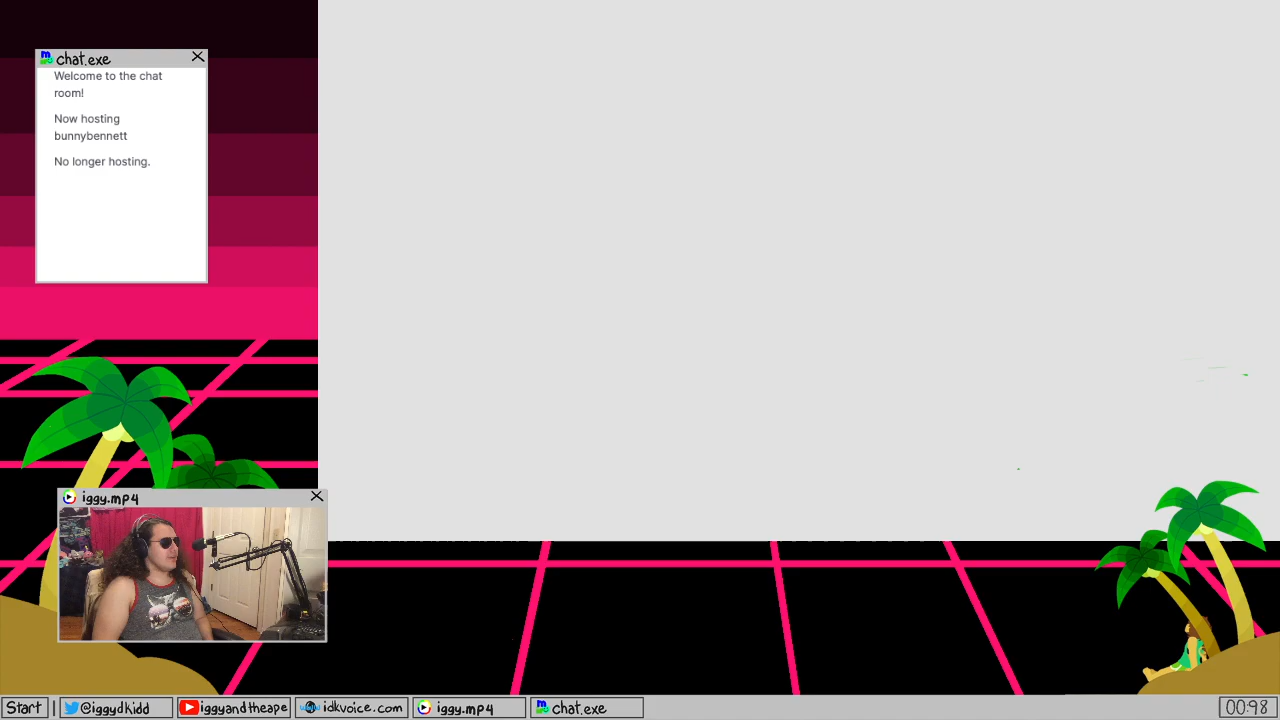 chat.exe
Welcome to the chat
room!
Now hosting
bunnybennett
No longer hosting.
iggy.mp4
Start
@iggydkidd
iggyandtheape
www idkvoice.com
iggy.mp4
chat.exe
00:98